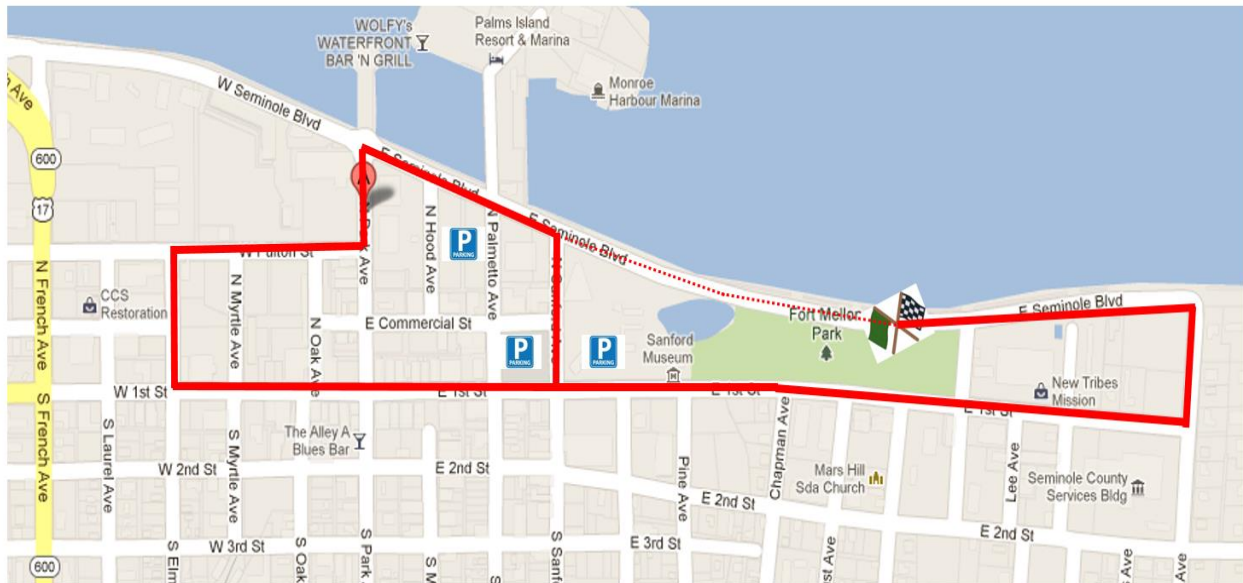 WOLFY's
WATERFRONT
BAR 'N GRILL
Palms Island
Resort & Marina
Monroe
Harbour Marina
W Seminole Blvd
E Seminole Blvd
E Seminole Blvd
E Seminole Blvd
600
17
N French Ave
S French Ave
600
CCS
Restoration
W Fulton St
N Myrtle Ave
N Oak Ave
N Park Ave
N Hood Ave
N Palmetto Ave
P
PARKING
E Commercial St
P
PARKING
P
PARKING
Sanford
Museum
Fort Mellon
Park
New Tribes
Mission
W 1st St
E 1st St
E 1st St
E 1st St
S Laurel Ave
S Myrtle Ave
The Alley A
Blues Bar
W 2nd St
E 2nd St
E 2nd St
E 2nd St
Pine Ave
Chapman Ave
Mars Hill
Sda Church
Lee Ave
Seminole County
Services Bldg
W 3rd St
E 3rd St
S Elm
S Oak
S Park
S Sanf